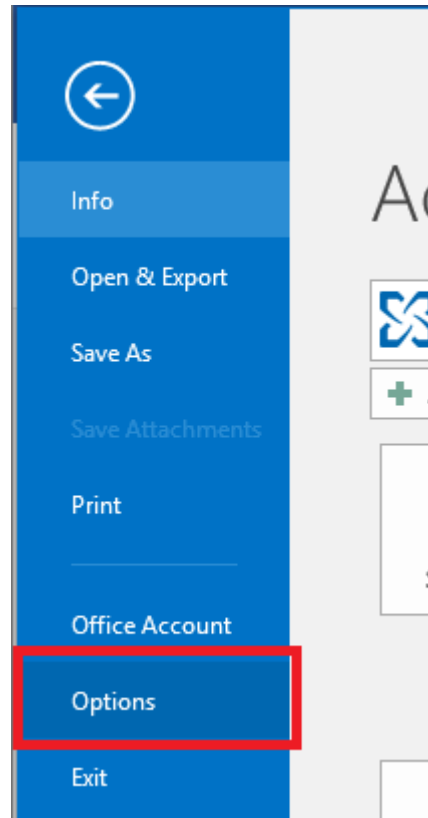 Info
Open & Export
Save As
Save Attachments
Print
Office Account
Options
Exit